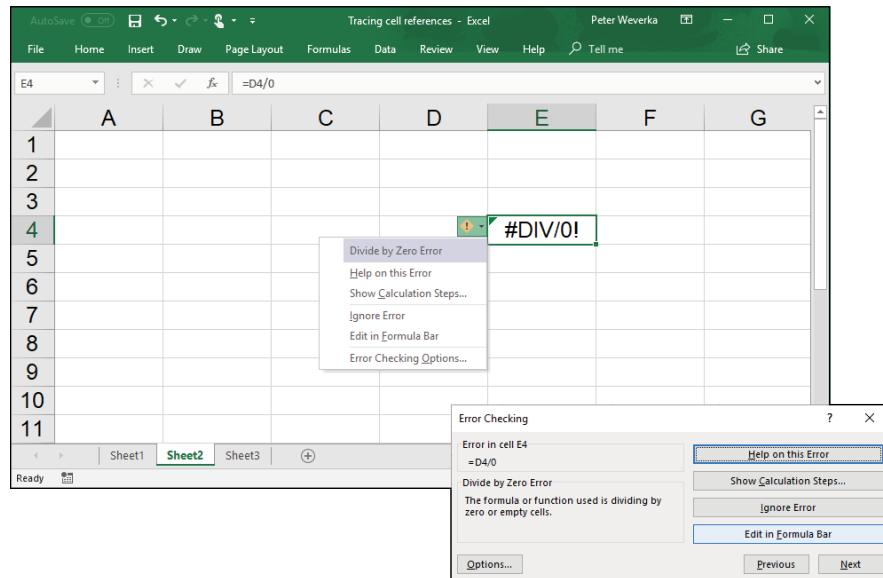 AutoSave Off Tracing cell references - Excel Peter Weverka
File Home Insert Draw Page Layout Formulas Data Review View Help Tell me Share
E4 fx =D4/0
A B C D E F G
1
2
3
4 #DIV/0!
5
6
7
8
9
10
11
Divide by Zero Error
Help on this Error
Show Calculation Steps...
Ignore Error
Edit in Formula Bar
Error Checking Options...
Sheet1 Sheet2 Sheet3
Ready
Error Checking ? X
Error in cell E4
=D4/0
Divide by Zero Error
The formula or function used is dividing by
zero or empty cells.
Help on this Error
Show Calculation Steps...
Ignore Error
Edit in Formula Bar
Options... Previous Next